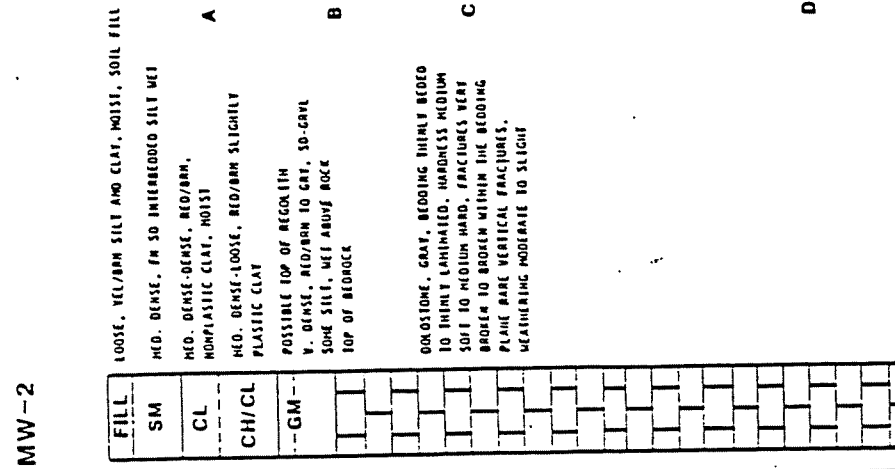 MW-2
FILL
LOOSE, YEL/BRN SILT AND CLAY, MOIST, SOIL FILL
SM
MED. DENSE, FN SD INTERBEDDED SILT WET
CL
MED. DENSE-DENSE, RED/BRN,
NONPLASTIC CLAY, MOIST
A
CH/CL
MED. DENSE-LOOSE, RED/BRN SLIGHTLY
PLASTIC CLAY
GM
POSSIBLE TOP OF REGOLITH
V. DENSE, RED/BRN TO GRY, SD-GRVL
SOME SILT, WET ABOVE ROCK
TOP OF BEDROCK
B
DOLOSTONE, GRAY, BEDDING THINLY BEDED
TO THINLY LAMINATED, HARDNESS MEDIUM
SOFT TO MEDIUM HARD, FRACTURES VERY
BROKEN TO BROKEN WITHIN THE BEDDING
PLANE RARE VERTICAL FRACTURES,
WEATHERING MODERATE TO SLIGHT
C
D